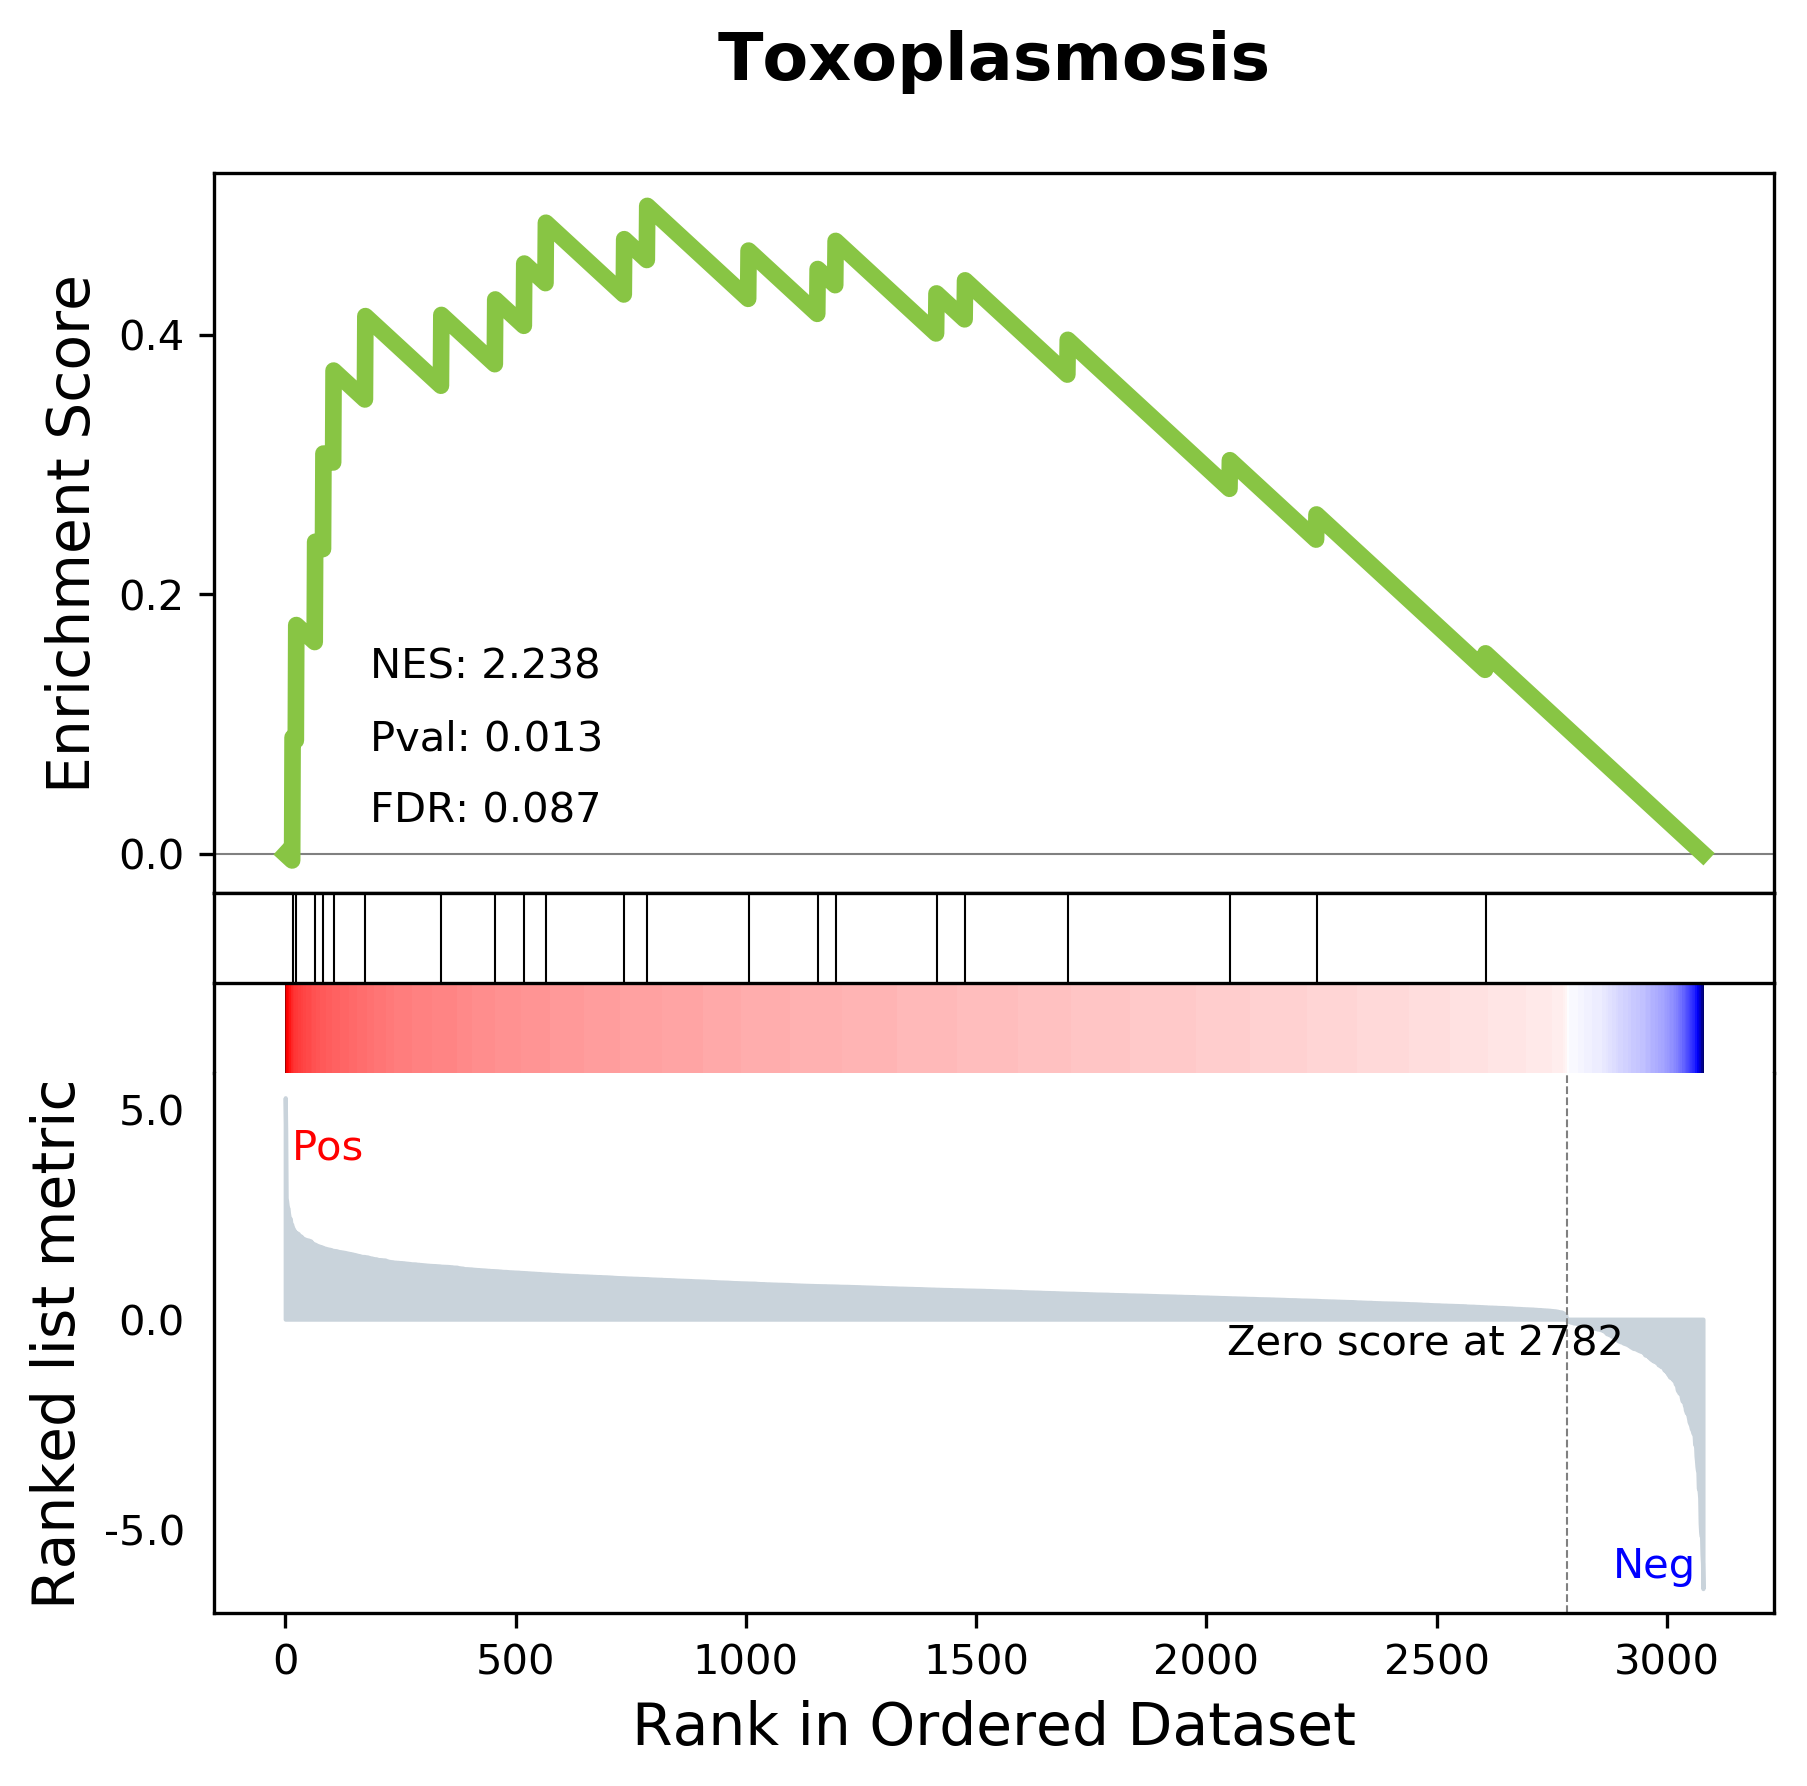 Toxoplasmosis
Enrichment Score
0.4
0.2
0.0
NES: 2.238
Pval: 0.013
FDR: 0.087
Ranked list metric
5.0
0.0
-5.0
Pos
Zero score at 2782
Neg
0 500 1000 1500 2000 2500 3000
Rank in Ordered Dataset